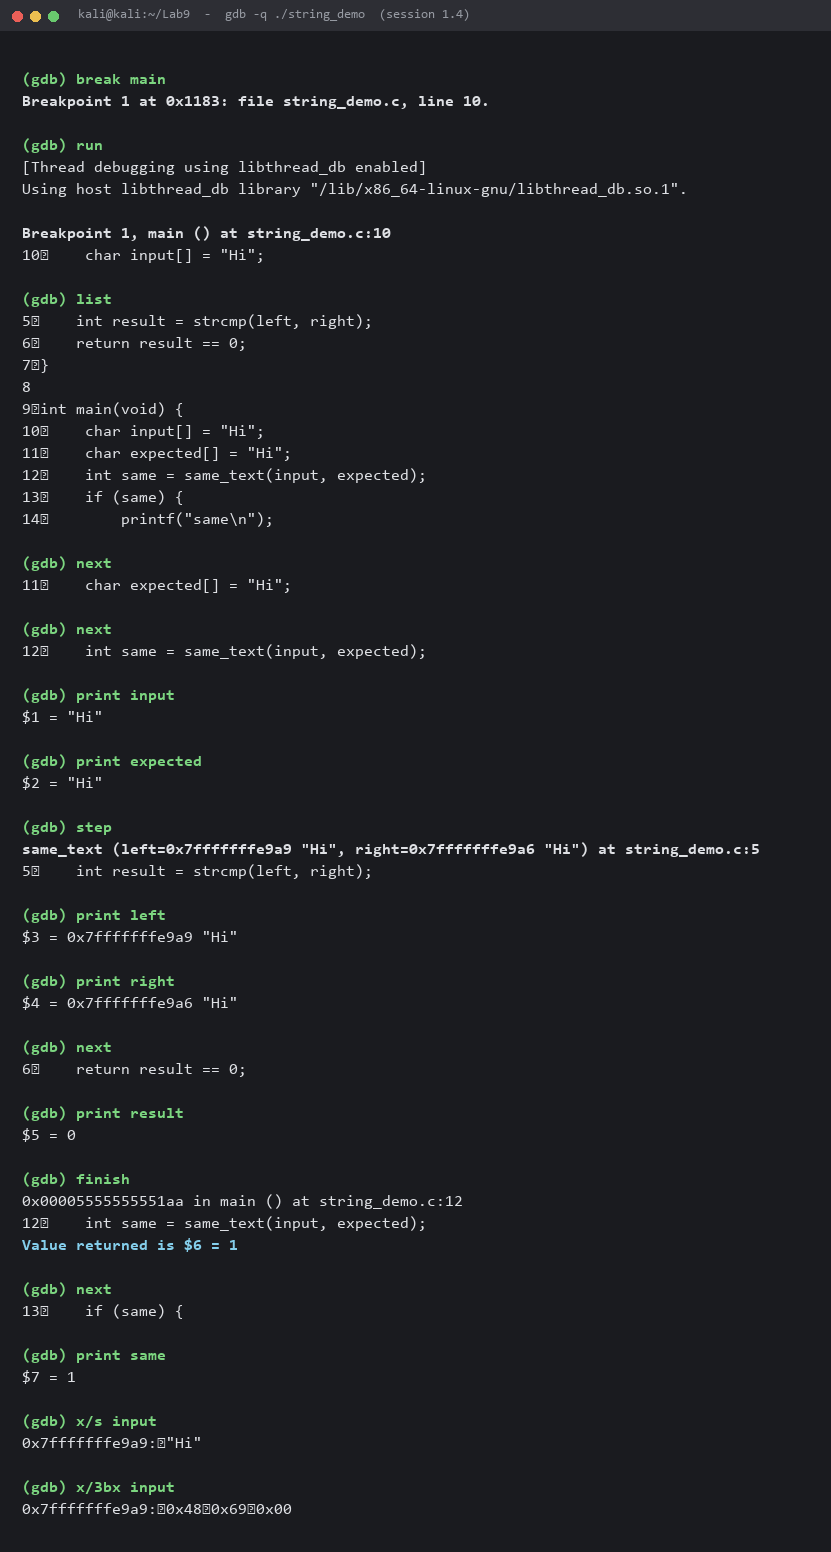 kali@kali:~/Lab9  -  gdb -q ./string_demo  (session 1.4)
(gdb) break main
Breakpoint 1 at 0x1183: file string_demo.c, line 10.
(gdb) run
[Thread debugging using libthread_db enabled]
Using host libthread_db library "/lib/x86_64-linux-gnu/libthread_db.so.1".
Breakpoint 1, main () at string_demo.c:10
10    char input[] = "Hi";
(gdb) list
5    int result = strcmp(left, right);
6    return result == 0;
7}
8
9int main(void) {
10    char input[] = "Hi";
11    char expected[] = "Hi";
12    int same = same_text(input, expected);
13    if (same) {
14        printf("same\n");
(gdb) next
11    char expected[] = "Hi";
(gdb) next
12    int same = same_text(input, expected);
(gdb) print input
$1 = "Hi"
(gdb) print expected
$2 = "Hi"
(gdb) step
same_text (left=0x7fffffffe9a9 "Hi", right=0x7fffffffe9a6 "Hi") at string_demo.c:5
5    int result = strcmp(left, right);
(gdb) print left
$3 = 0x7fffffffe9a9 "Hi"
(gdb) print right
$4 = 0x7fffffffe9a6 "Hi"
(gdb) next
6    return result == 0;
(gdb) print result
$5 = 0
(gdb) finish
0x00005555555551aa in main () at string_demo.c:12
12    int same = same_text(input, expected);
Value returned is $6 = 1
(gdb) next
13    if (same) {
(gdb) print same
$7 = 1
(gdb) x/s input
0x7fffffffe9a9: "Hi"
(gdb) x/3bx input
0x7fffffffe9a9: 0x48 0x69 0x00